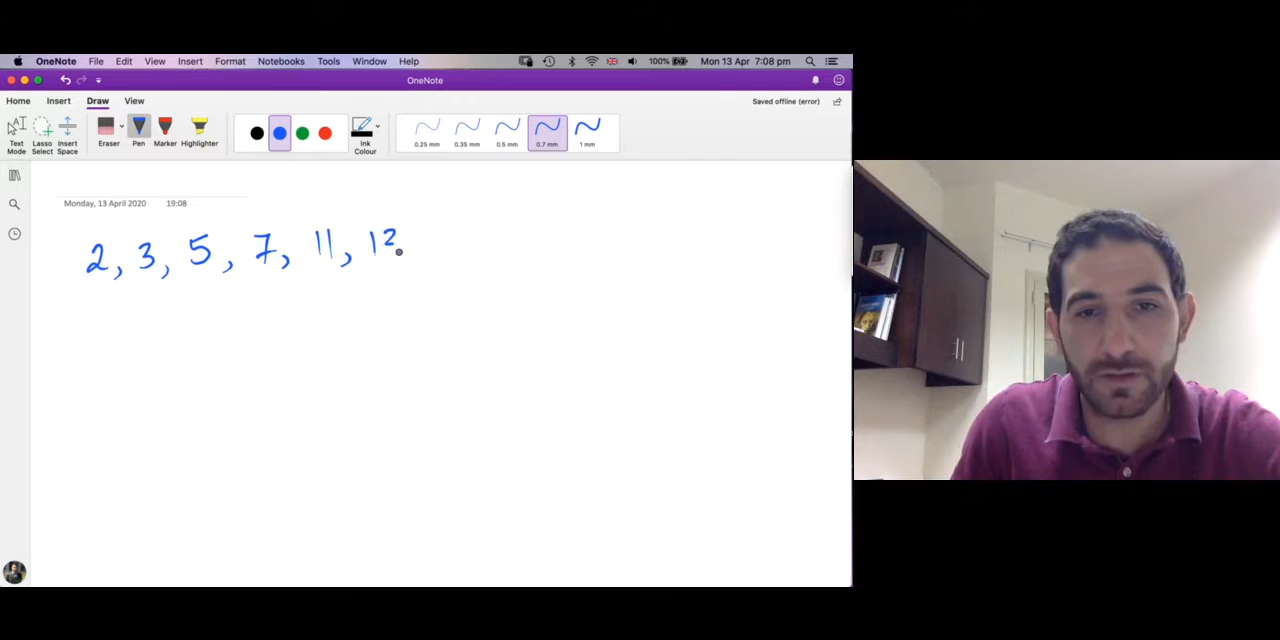 OneNote File Edit View Insert Format Notebooks Tools Window Help 100% Mon 13 Apr 7:08 pm
OneNote
Home Insert Draw View Saved offline (error)
Text Mode Lasso Select Insert Space Eraser Pen Marker Highlighter Ink Colour 0.25 mm 0.35 mm 0.5 mm 0.7 mm 1 mm
Monday, 13 April 2020 19:08
2, 3, 5, 7, 11, 12